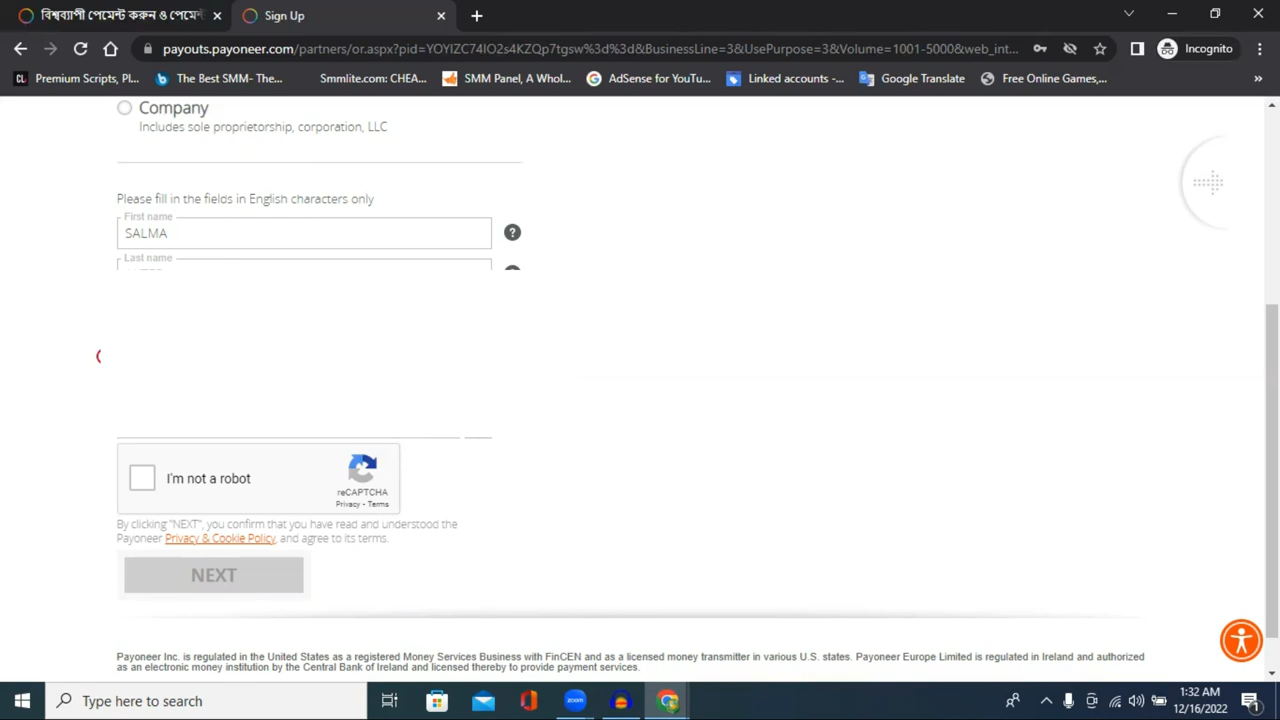 বিশ্বব্যাপী পেমেন্ট করুন ও পেমেন্ট
Sign Up
payouts.payoneer.com/partners/or.aspx?pid=YOYIZC74IO2s4KZQp7tgsw%3d%3d&BusinessLine=3&UsePurpose=3&Volume=1001-5000&web_int...
Incognito
Premium Scripts, Pl...
The Best SMM- The...
Smmlite.com: CHEA...
SMM Panel, A Whol...
AdSense for YouTu...
Linked accounts -...
Google Translate
Free Online Games,...
Company
Includes sole proprietorship, corporation, LLC
Please fill in the fields in English characters only
First name
SALMA
Last name
I'm not a robot
reCAPTCHA
Privacy - Terms
By clicking "NEXT", you confirm that you have read and understood the
Payoneer Privacy & Cookie Policy, and agree to its terms.
NEXT
Payoneer Inc. is regulated in the United States as a registered Money Services Business with FinCEN and as a licensed money transmitter in various U.S. states. Payoneer Europe Limited is regulated in Ireland and authorized
as an electronic money institution by the Central Bank of Ireland and licensed thereby to provide payment services.
Type here to search
zoom
1:32 AM
12/16/2022